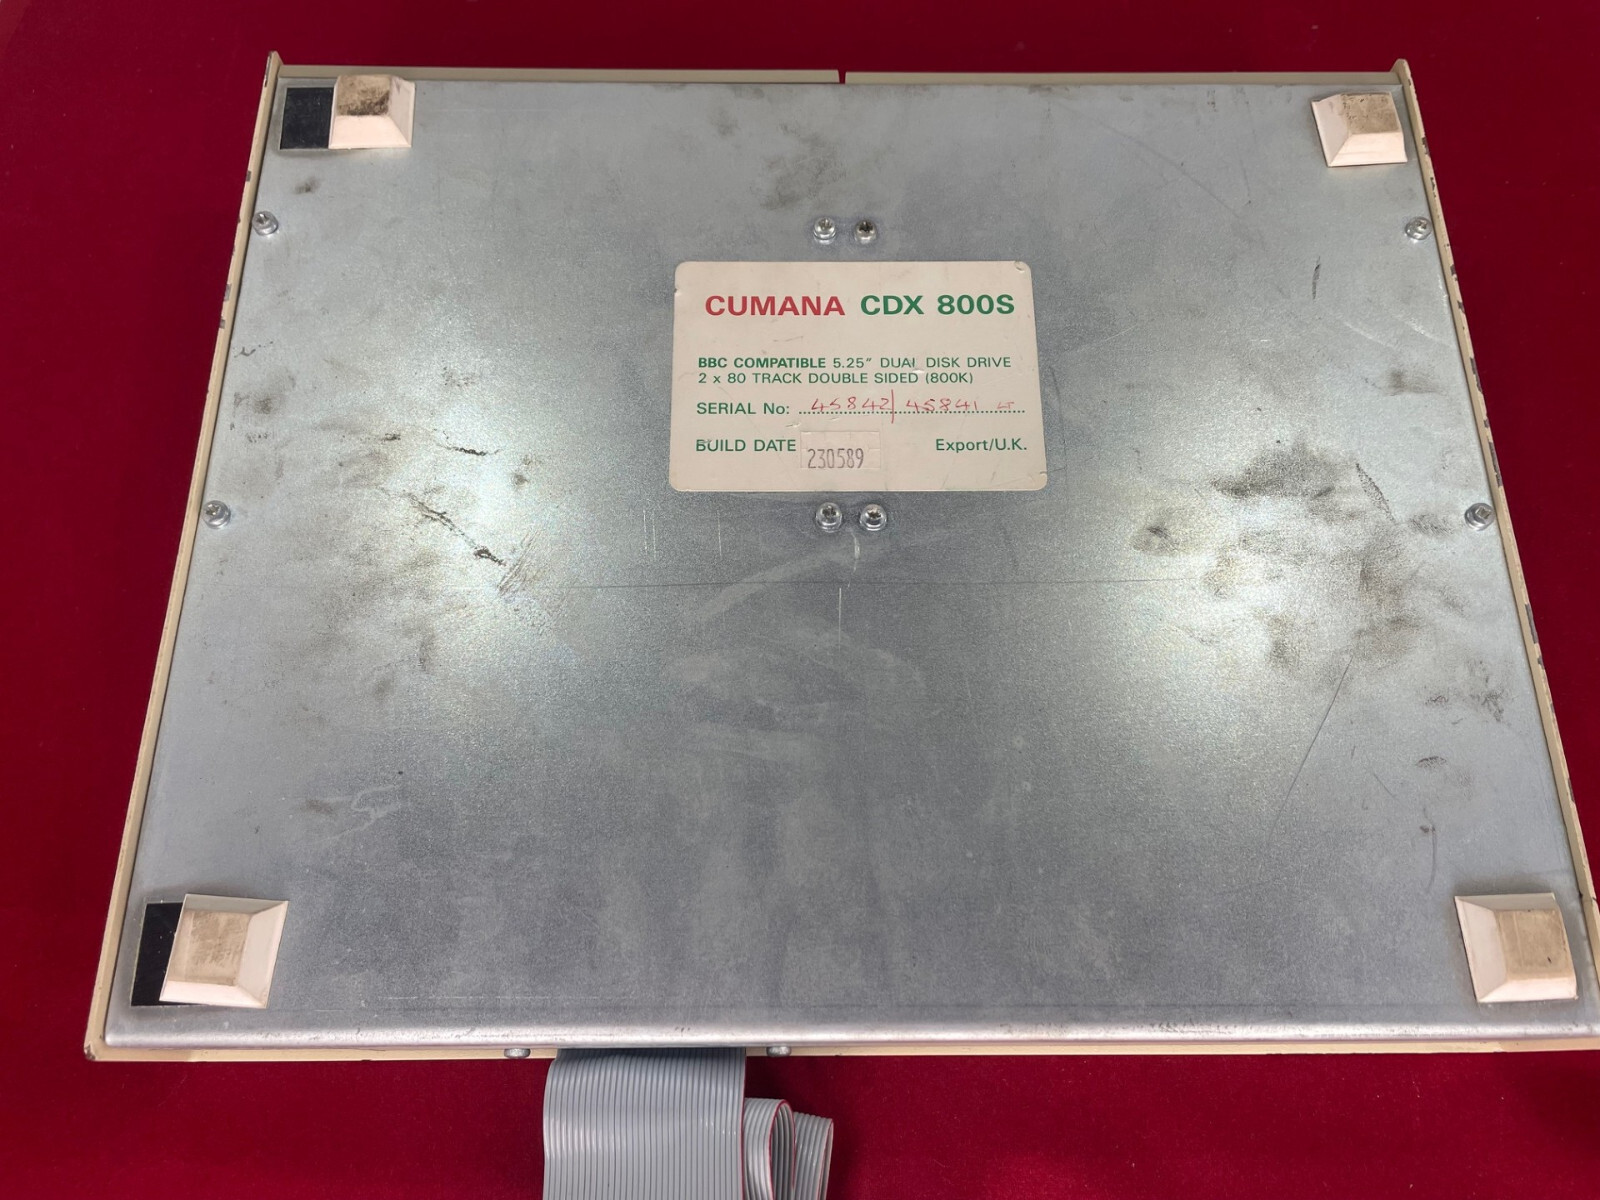 CUMANA CDX 800S
BBC COMPATIBLE 5.25" DUAL DISK DRIVE
2 x 80 TRACK DOUBLE SIDED (800K)
SERIAL No: 45842/45841
BUILD DATE 230589 Export/U.K.